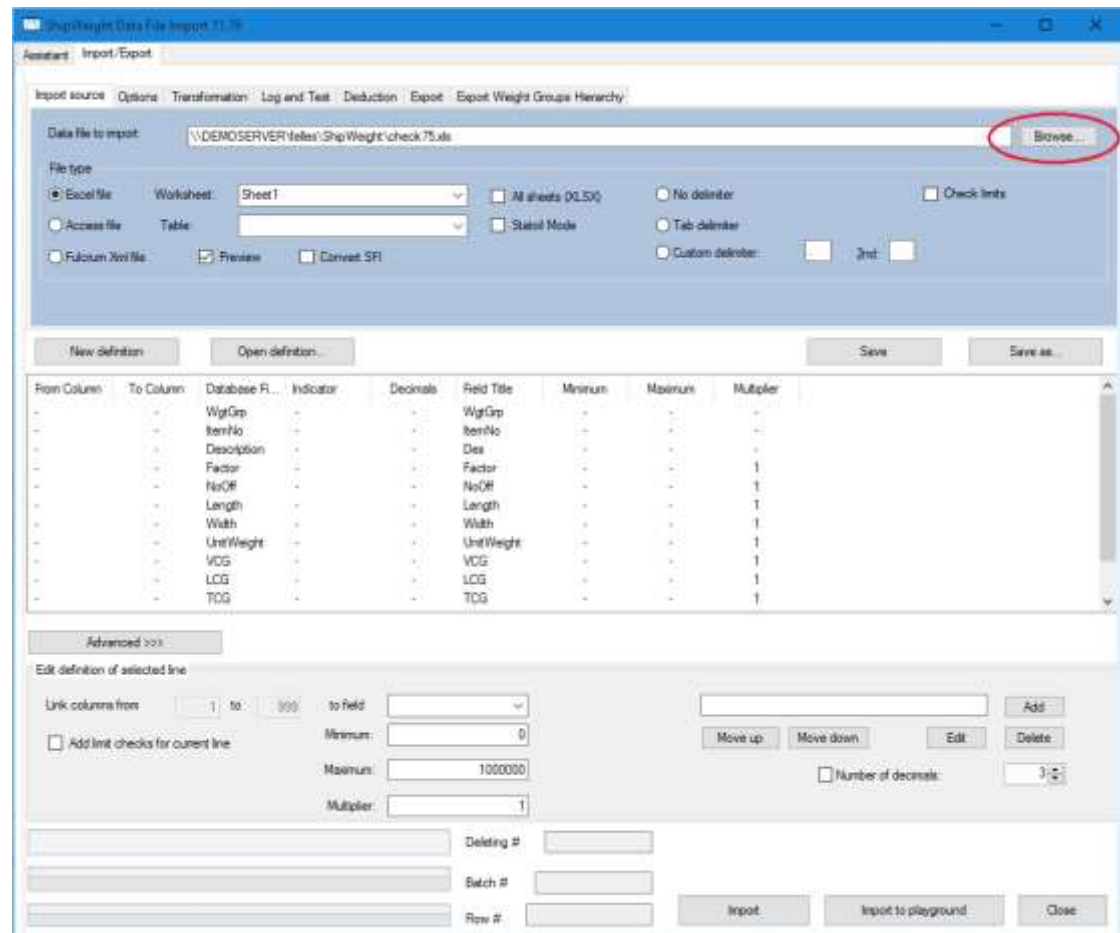 ShipWeight Data File Import 11.76
Assistant Import/Export
Import source Options Transformation Log and Test Deduction Export Export Weight Groups Hierarchy
Data file to import: \\DEMOSERVER\felles\ShipWeight\check75.xls Browse...
File type
Excel file Worksheet: Sheet1 All sheets (XLSX) No delimiter Check limits
Access file Table: Statoil Mode Tab delimiter
Fulcrum Xml file Preview Convert SFI Custom delimiter: 2nd:
New definition Open definition... Save Save as...
From Column To Column Database Fi... Indicator Decimals Field Title Minimum Maximum Multiplier
- - WgtGrp - - WgtGrp - - -
- - ItemNo - - ItemNo - - -
- - Description - - Des - - -
- - Factor - - Factor - - 1
- - NoOff - - NoOff - - 1
- - Length - - Length - - 1
- - Width - - Width - - 1
- - UnitWeight - - UnitWeight - - 1
- - VCG - - VCG - - 1
- - LCG - - LCG - - 1
- - TCG - - TCG - - 1
Advanced >>>
Edit definition of selected line
Link columns from 1 to 999 to field Add
Add limit checks for current line Minimum: 0 Move up Move down Edit Delete
Maximum: 1000000 Number of decimals: 3
Multiplier: 1
Deleting #
Batch #
Row # Import Import to playground Close